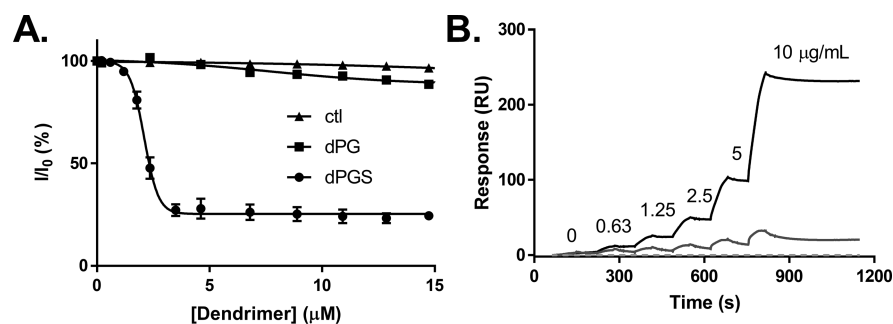 A.
100
50
0
I/I0 (%)
ctl
dPG
dPGS
0
5
10
15
[Dendrimer] (μM)
B.
300
200
100
0
Response (RU)
0
0.63
1.25
2.5
5
10 μg/mL
0
300
600
900
1200
Time (s)